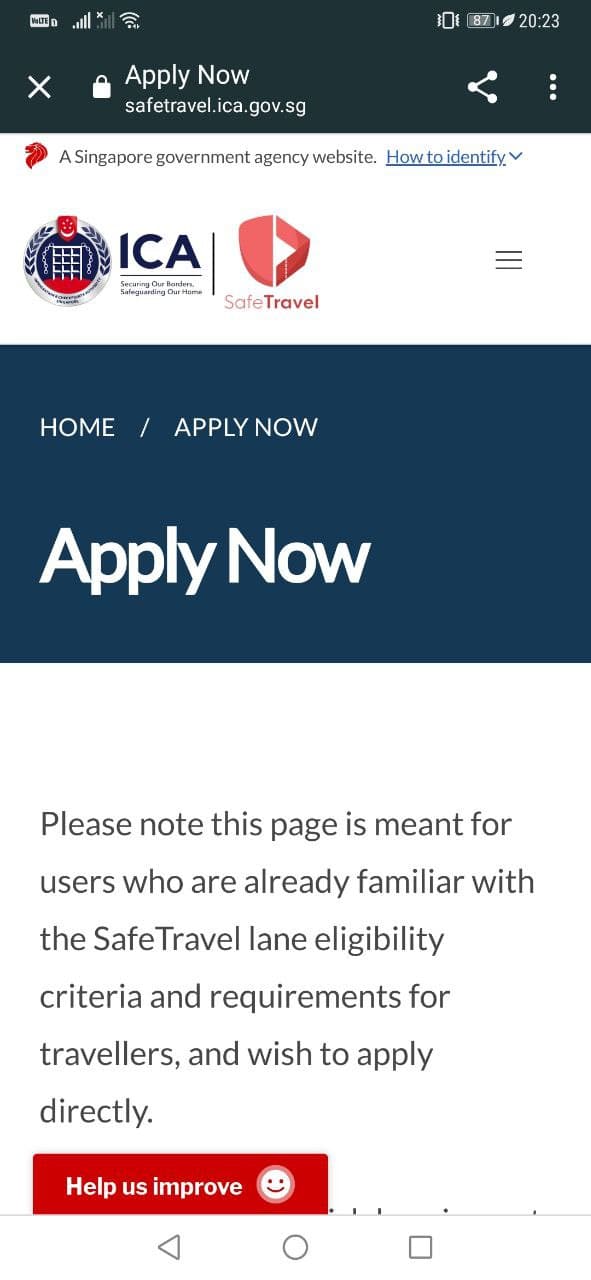 VoLTE 87 20:23
Apply Now
safetravel.ica.gov.sg
A Singapore government agency website. How to identify
ICA
Securing Our Borders,
Safeguarding Our Home
SafeTravel
HOME / APPLY NOW
Apply Now
Please note this page is meant for
users who are already familiar with
the SafeTravel lane eligibility
criteria and requirements for
travellers, and wish to apply
directly.
Help us improve